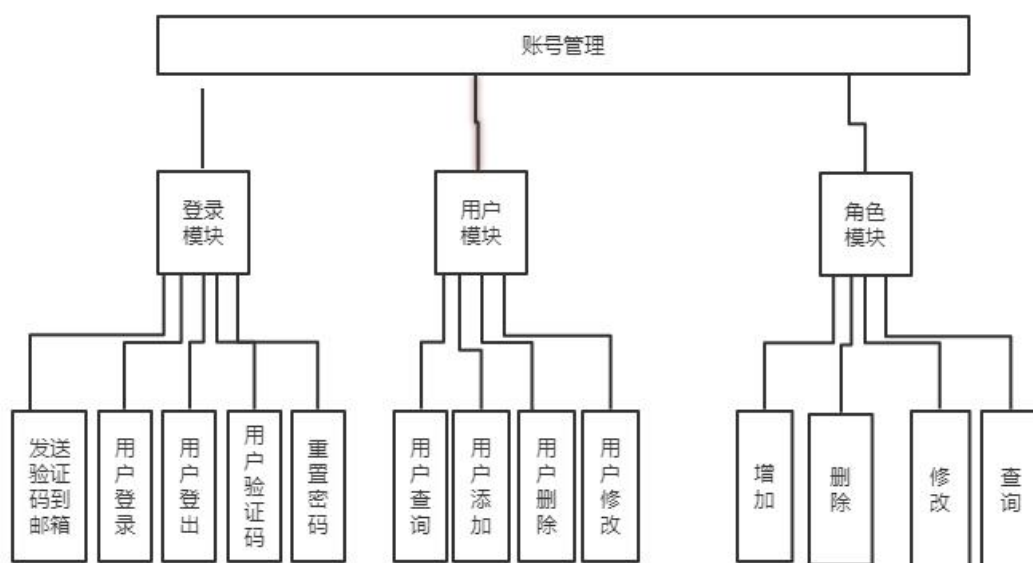 账号管理
登录
模块
用户
模块
角色
模块
发送
验证
码到
邮箱
用户登录
用户登出
用户验证码
重置密码
用户查询
用户添加
用户删除
用户修改
增加
删除
修改
查询